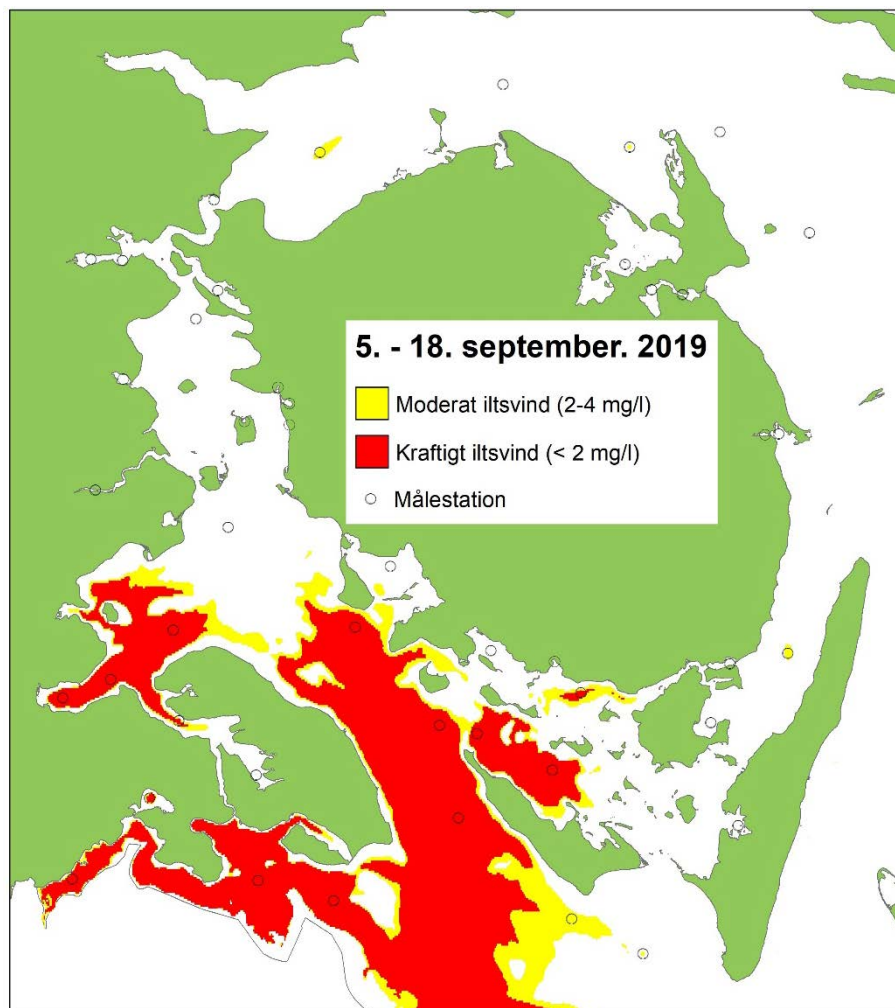 5. - 18. september. 2019
Moderat iltsvind (2-4 mg/l)
Kraftigt iltsvind (< 2 mg/l)
Målestation